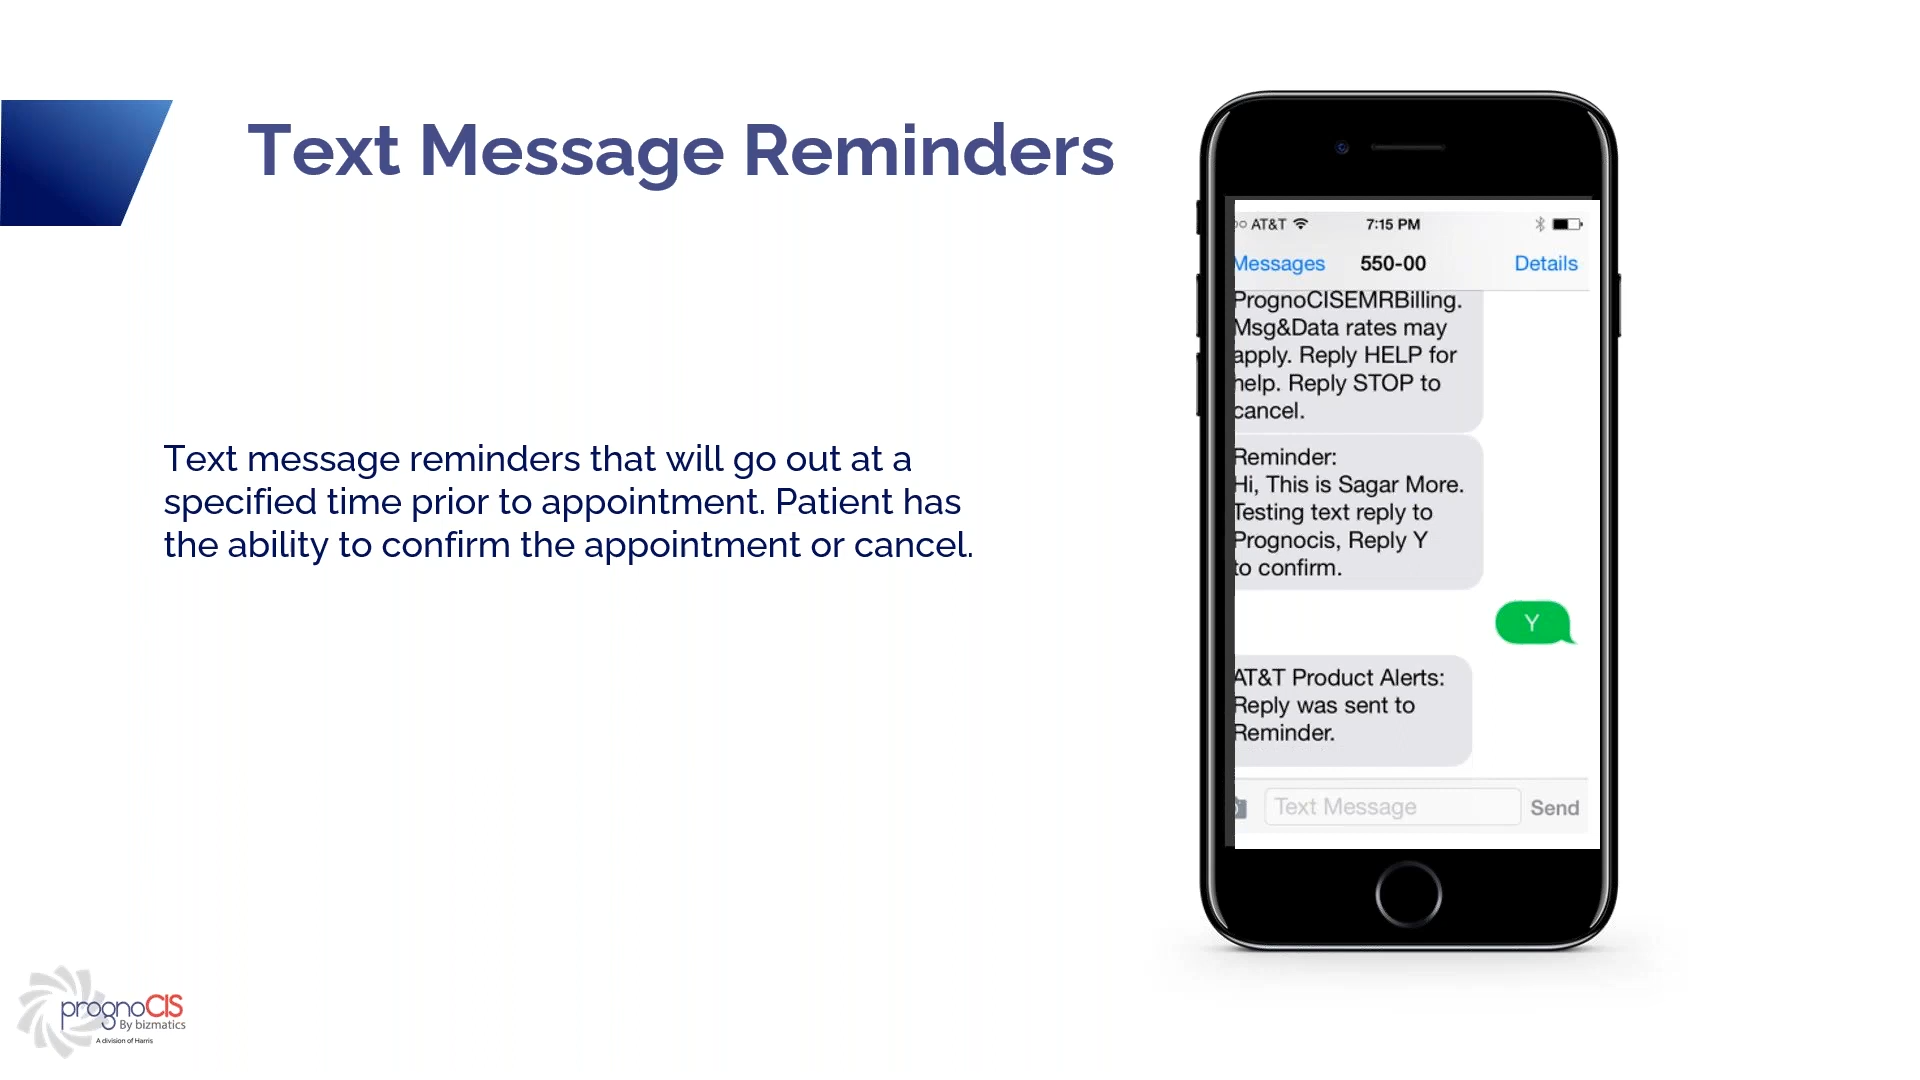 Text Message Reminders
Text message reminders that will go out at a
specified time prior to appointment. Patient has
the ability to confirm the appointment or cancel.
AT&T 7:15 PM
Messages 550-00 Details
PrognoCISEMRBilling.
Msg&Data rates may
apply. Reply HELP for
help. Reply STOP to
cancel.
Reminder:
Hi, This is Sagar More.
Testing text reply to
Prognocis, Reply Y
to confirm.
Y
AT&T Product Alerts:
Reply was sent to
Reminder.
Text Message Send
prognoCIS
By bizmatics
A division of Harris